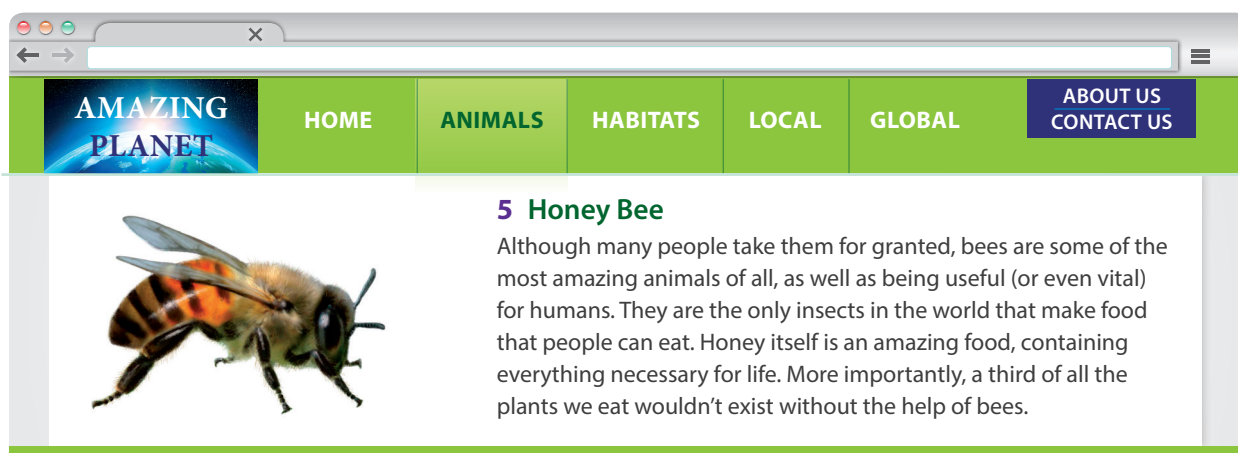 AMAZING
PLANET
HOME
ANIMALS
HABITATS
LOCAL
GLOBAL
ABOUT US
CONTACT US
5 Honey Bee
Although many people take them for granted, bees are some of the
most amazing animals of all, as well as being useful (or even vital)
for humans. They are the only insects in the world that make food
that people can eat. Honey itself is an amazing food, containing
everything necessary for life. More importantly, a third of all the
plants we eat wouldn’t exist without the help of bees.